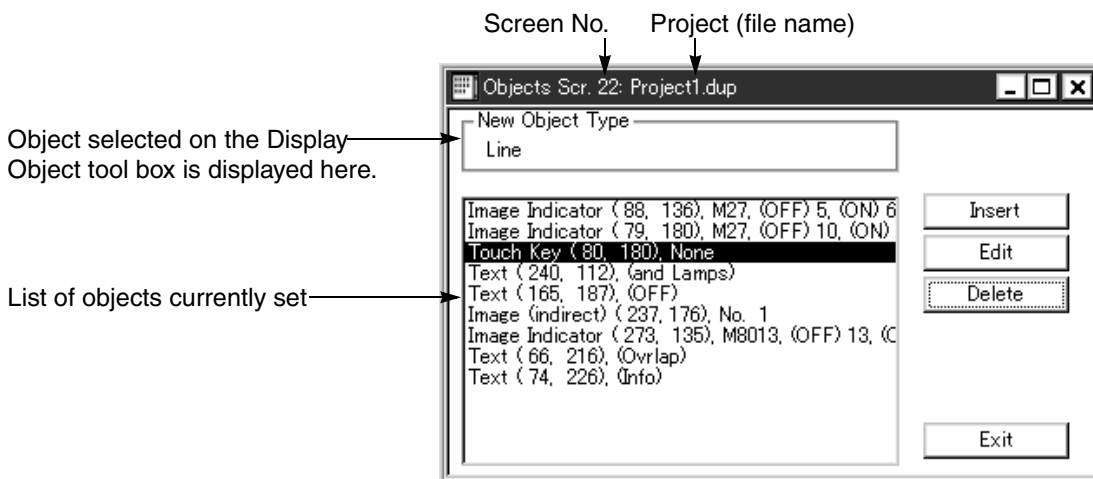 Screen No. Project (file name)
Objects Scr. 22: Project1.dup
New Object Type
Object selected on the Display
Object tool box is displayed here.
Line
Image Indicator ( 88, 136), M27, (OFF) 5, (ON) 6
Insert
Image Indicator ( 79, 180), M27, (OFF) 10, (ON)
Touch Key ( 80, 180), None
Edit
Text ( 240, 112), (and Lamps)
Text ( 165, 187), (OFF)
Delete
List of objects currently set
Image (indirect) ( 237, 176), No. 1
Image Indicator ( 273, 135), M8013, (OFF) 13, (O
Text ( 66, 216), (Ovrlap)
Text ( 74, 226), (Info)
Exit